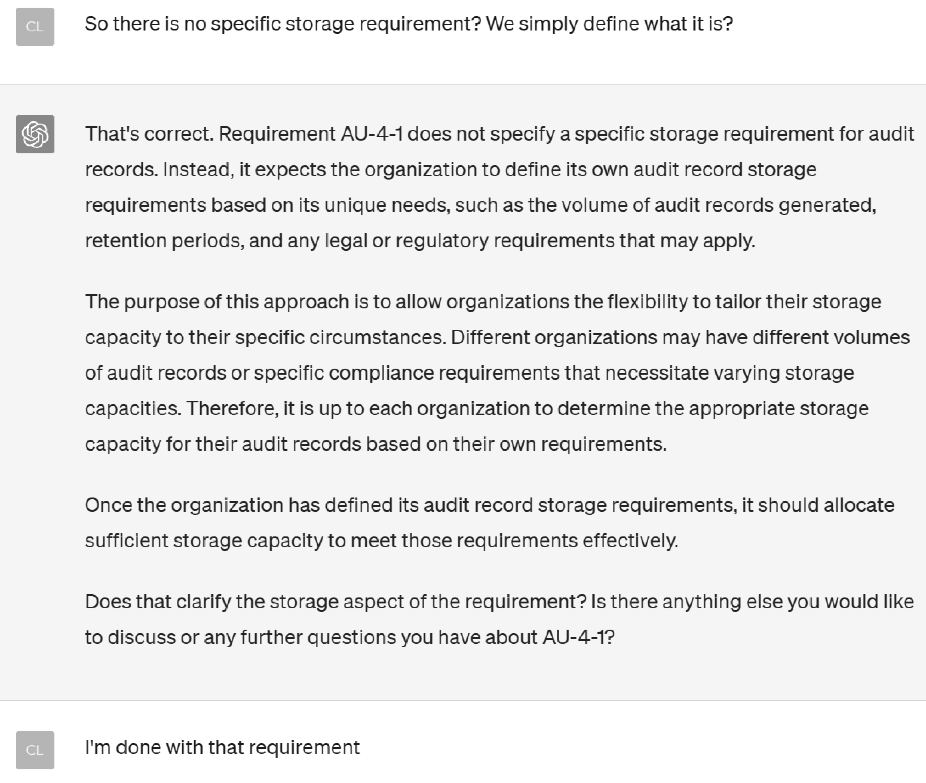 CL
So there is no specific storage requirement? We simply define what it is?
That's correct. Requirement AU-4-1 does not specify a specific storage requirement for audit
records. Instead, it expects the organization to define its own audit record storage
requirements based on its unique needs, such as the volume of audit records generated,
retention periods, and any legal or regulatory requirements that may apply.
The purpose of this approach is to allow organizations the flexibility to tailor their storage
capacity to their specific circumstances. Different organizations may have different volumes
of audit records or specific compliance requirements that necessitate varying storage
capacities. Therefore, it is up to each organization to determine the appropriate storage
capacity for their audit records based on their own requirements.
Once the organization has defined its audit record storage requirements, it should allocate
sufficient storage capacity to meet those requirements effectively.
Does that clarify the storage aspect of the requirement? Is there anything else you would like
to discuss or any further questions you have about AU-4-1?
CL
I'm done with that requirement